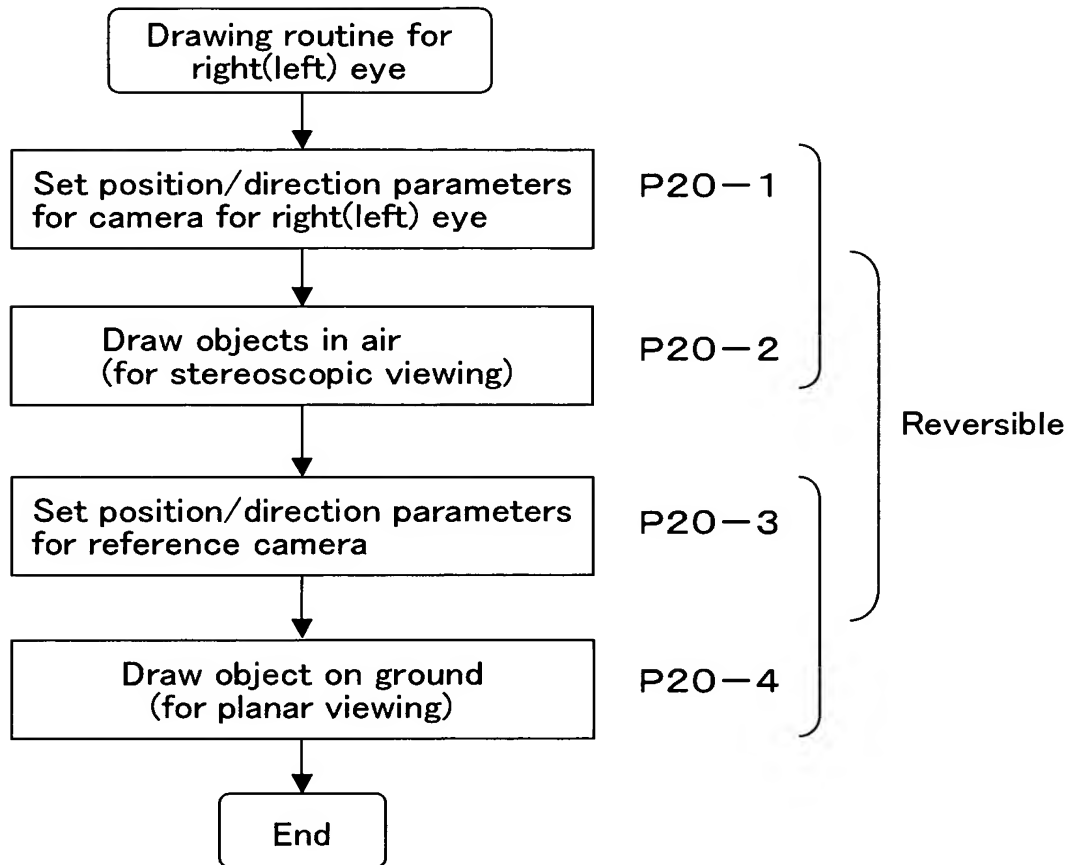 Drawing routine for
right(left) eye
Set position/direction parameters
for camera for right(left) eye
P20-1
Draw objects in air
(for stereoscopic viewing)
P20-2
Reversible
Set position/direction parameters
for reference camera
P20-3
Draw object on ground
(for planar viewing)
P20-4
End